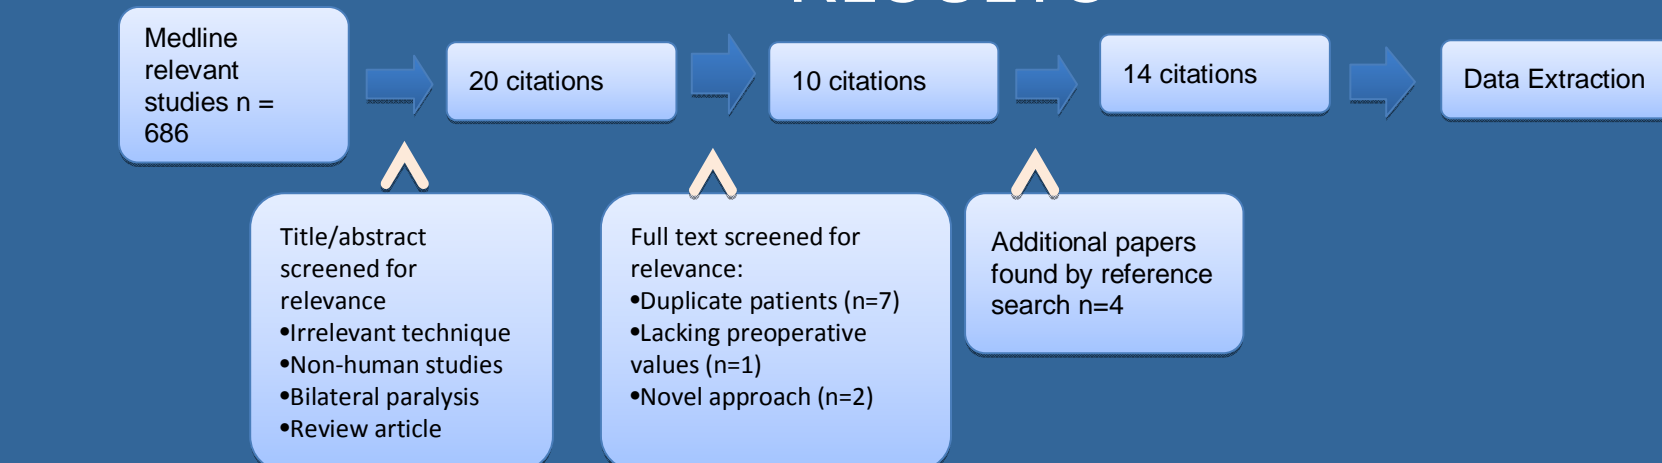 Medline
relevant
studies n =
686
20 citations
10 citations
14 citations
Data Extraction
Title/abstract
screened for
relevance
•Irrelevant technique
•Non-human studies
•Bilateral paralysis
•Review article
Full text screened for
relevance:
•Duplicate patients (n=7)
•Lacking preoperative
values (n=1)
•Novel approach (n=2)
Additional papers
found by reference
search n=4